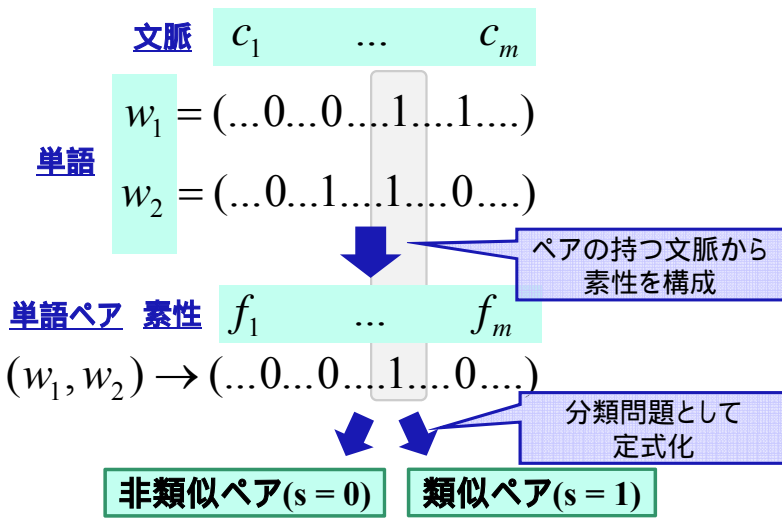 文脈 c₁ ... cₘ
w₁ = (...0...0....1....1....)
単語
w₂ = (...0...1....1....0....)
ペアの持つ文脈から
素性を構成
単語ペア 素性 f₁ ... fₘ
(w₁, w₂) → (...0...0....1....0....)
分類問題として
定式化
非類似ペア(s = 0) 類似ペア(s = 1)